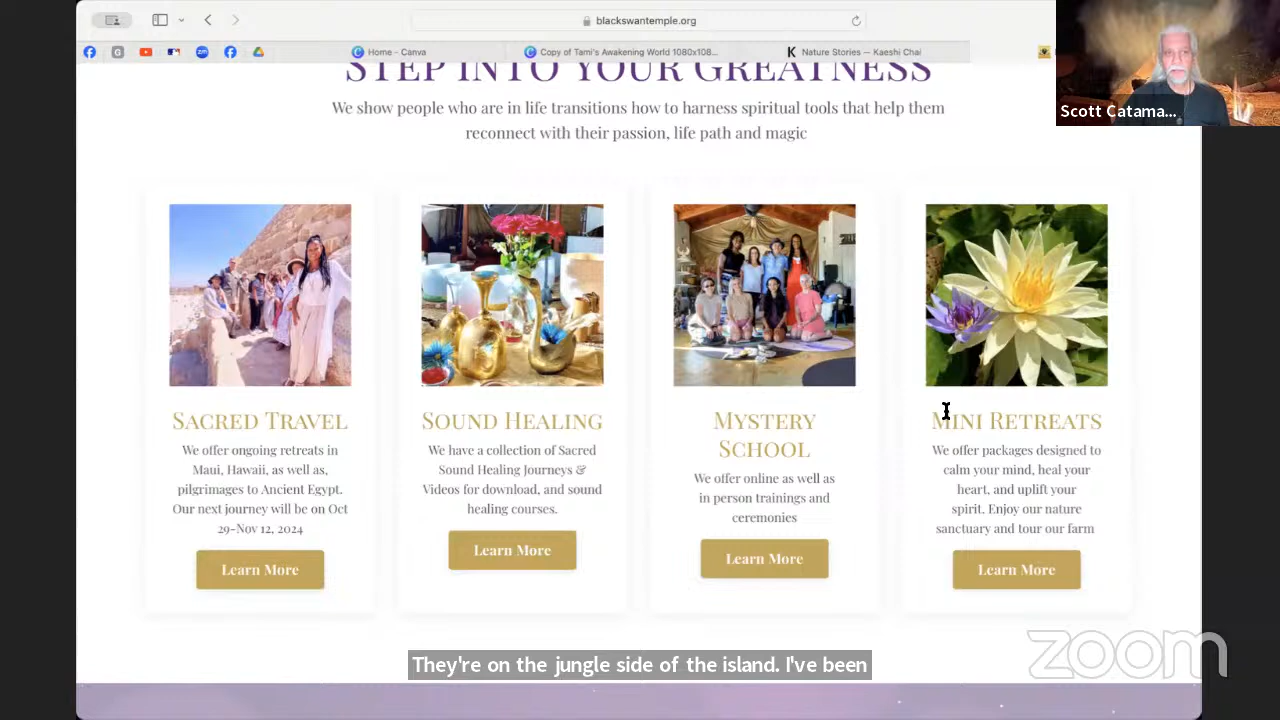 blackswantemple.org
Home - Canva
Copy of Tami's Awakening World 1080x108...
Nature Stories — Kaeshi Chai
Scott Catama...
STEP INTO YOUR GREATNESS
We show people who are in life transitions how to harness spiritual tools that help them
reconnect with their passion, life path and magic
SACRED TRAVEL
We offer ongoing retreats in
Maui, Hawaii, as well as,
pilgrimages to Ancient Egypt.
Our next journey will be on Oct
29-Nov 12, 2024
Learn More
SOUND HEALING
We have a collection of Sacred
Sound Healing Journeys &
Videos for download, and sound
healing courses.
Learn More
MYSTERY
SCHOOL
We offer online as well as
in person trainings and
ceremonies
Learn More
MINI RETREATS
We offer packages designed to
calm your mind, heal your
heart, and uplift your
spirit. Enjoy our nature
sanctuary and tour our farm
Learn More
zoom
They're on the jungle side of the island. I've been